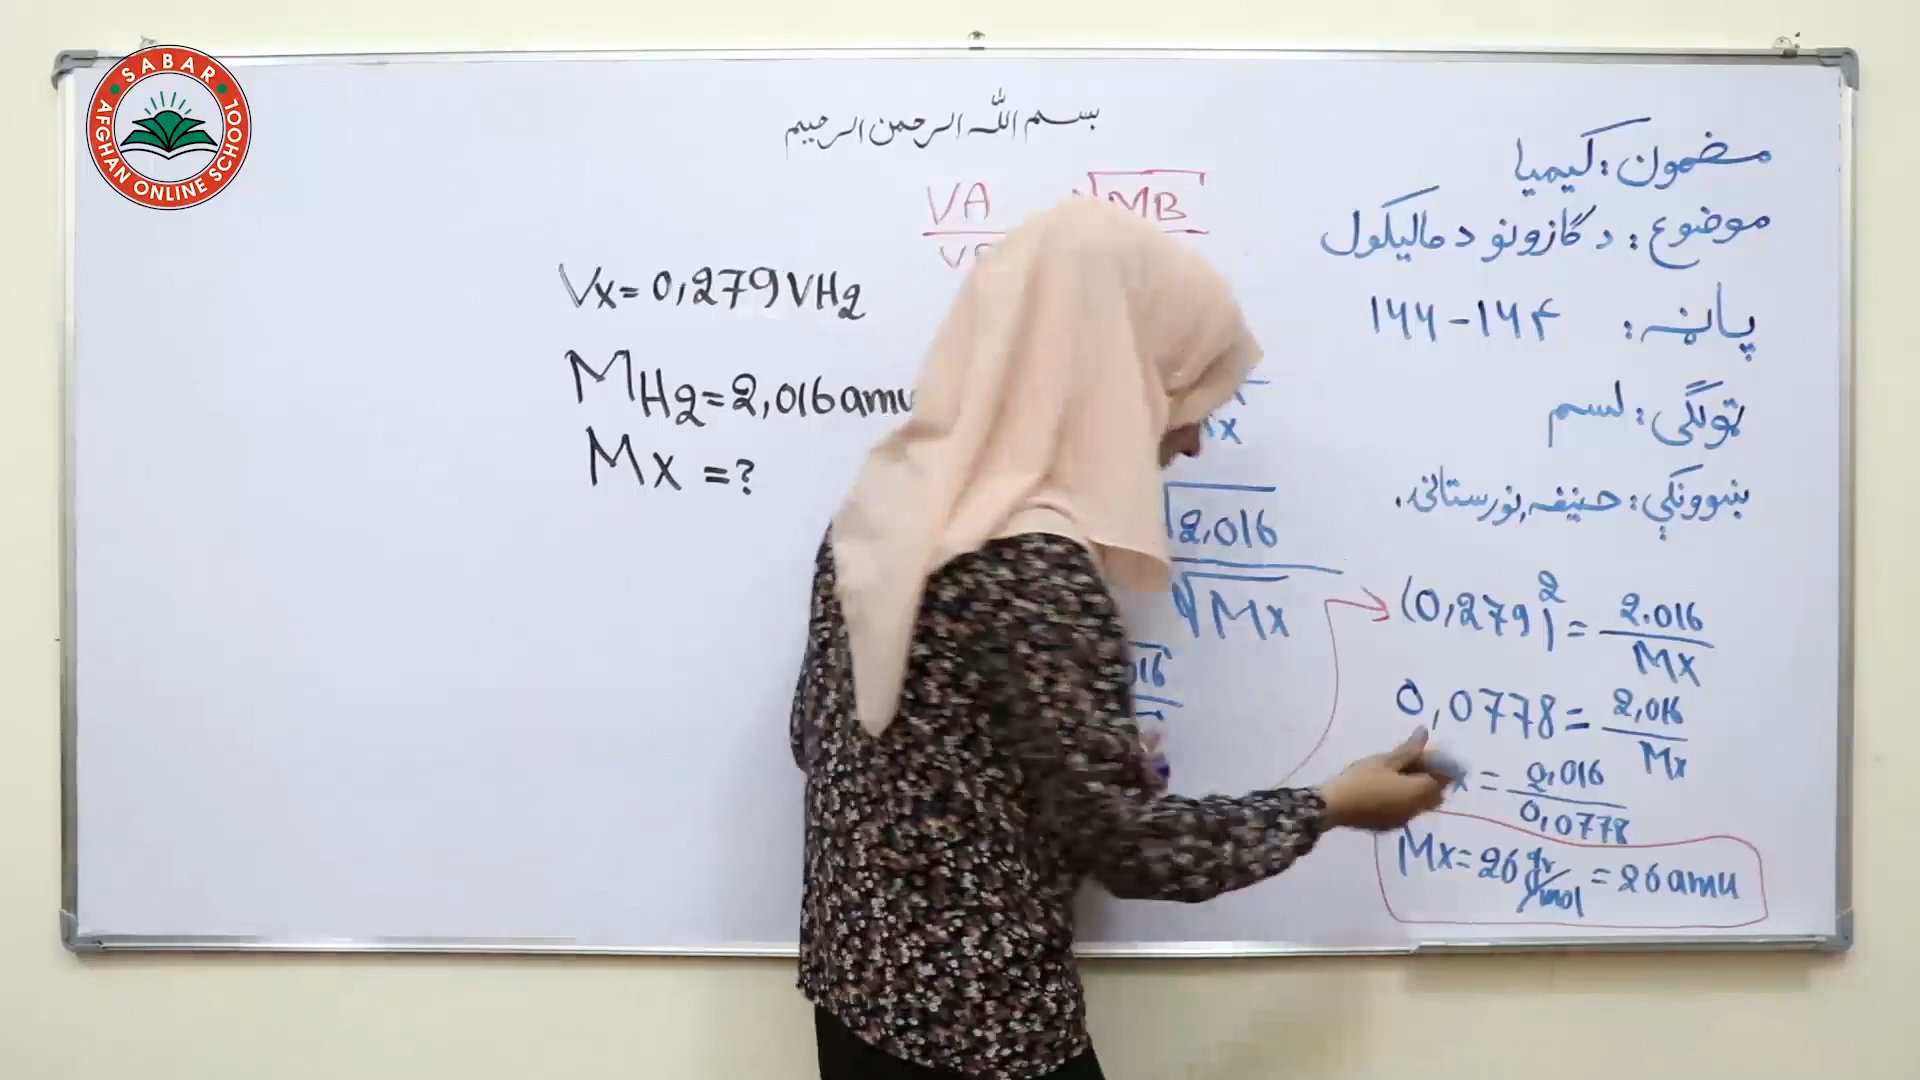 SABAR
AFGHAN ONLINE SCHOOL
بسم الله الرحمن الرحیم
مضمون: کیمیا
موضوع: د گازونو د مالیکول
پاڼه: ۱۶۴-۱۶۶
ټولګی: لسم
ښوونکې: حنیفه نورستانۍ.
VA
√MB
Vx = 0,279 VH2
MH2 = 2,016 amu
Mx = ?
√2,016
√Mx
(0,279)2 = 2.016
Mx
0,0778 = 2,016
Mx
x = 2,016
0,0778
Mx = 26 gr/mol = 26 amu